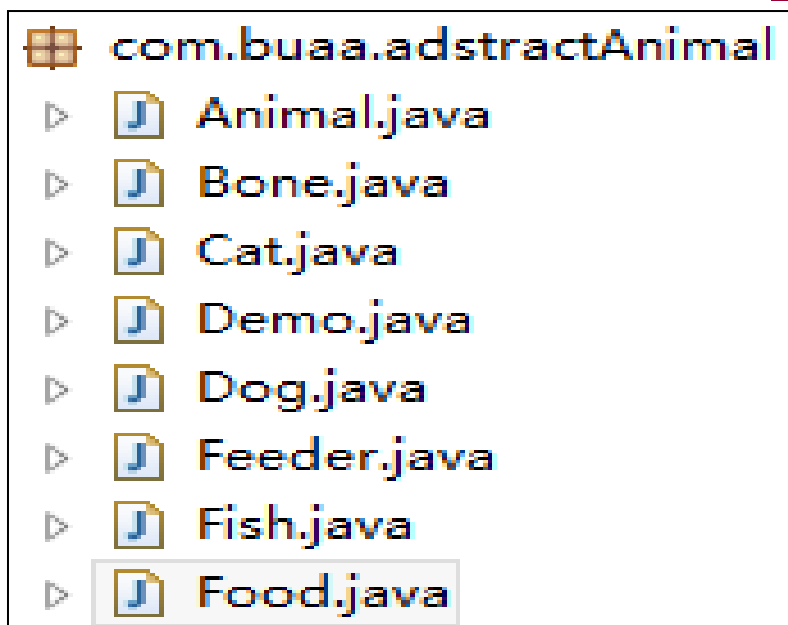 com.buaa.adstractAnimal
Animal.java
Bone.java
Cat.java
Demo.java
Dog.java
Feeder.java
Fish.java
Food.java